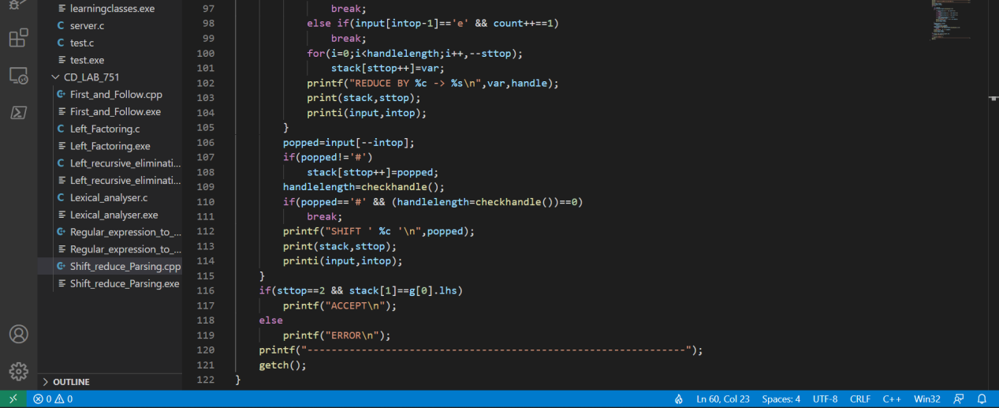 learningclasses.exe
server.c
test.c
test.exe
CD_LAB_751
First_and_Follow.cpp
First_and_Follow.exe
Left_Factoring.c
Left_Factoring.exe
Left_recursive_eliminati...
Left_recursive_eliminati...
Lexical_analyser.c
Lexical_analyser.exe
Regular_expression_to_...
Regular_expression_to_...
Shift_reduce_Parsing.cpp
Shift_reduce_Parsing.exe
OUTLINE
97 break;
98 else if(input[intop-1]=='e' && count++==1)
99 break;
100 for(i=0;i<handlelength;i++,--sttop);
101 stack[sttop++]=var;
102 printf("REDUCE BY %c -> %s\n",var,handle);
103 print(stack,sttop);
104 printi(input,intop);
105 }
106 popped=input[--intop];
107 if(popped!='#')
108 stack[sttop++]=popped;
109 handlelength=checkhandle();
110 if(popped=='#' && (handlelength=checkhandle())==0)
111 break;
112 printf("SHIFT ' %c '\n",popped);
113 print(stack,sttop);
114 printi(input,intop);
115 }
116 if(sttop==2 && stack[1]==g[0].lhs)
117 printf("ACCEPT\n");
118 else
119 printf("ERROR\n");
120 printf("---------------------------------------------------------------");
121 getch();
122 }
0 0 Ln 60, Col 23 Spaces: 4 UTF-8 CRLF C++ Win32